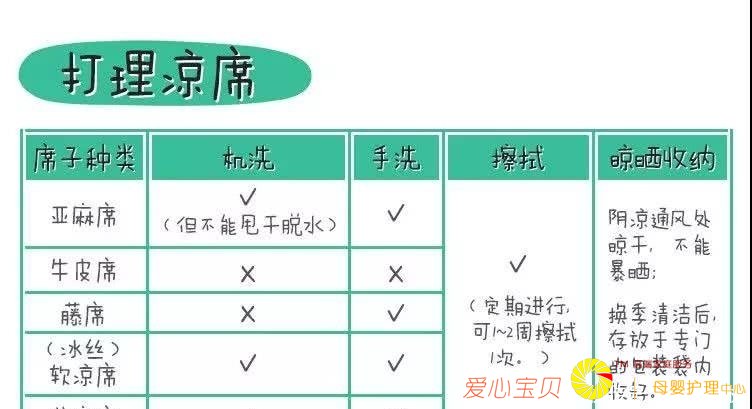 打理凉席
席子种类 机洗 手洗 擦拭 晾晒收纳
亚麻席 ✓ ✓
(但不能甩干脱水)
牛皮席 X X
藤席 X ✓
(冰丝)
软凉席 ✓ ✓
✓
(定期进行,
可1~2周擦拭
1次。)
阴凉通风处
晾干, 不能
暴晒;
换季清洁后,
存放于专门
的包装袋内
收好。
爱心宝贝
母婴护理中心